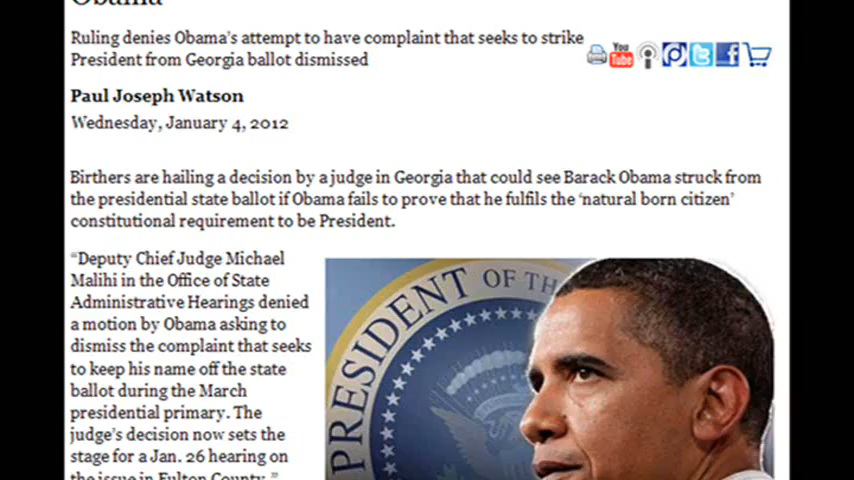 Obama
Ruling denies Obama's attempt to have complaint that seeks to strike
President from Georgia ballot dismissed
You
Tube
Paul Joseph Watson
Wednesday, January 4, 2012
Birthers are hailing a decision by a judge in Georgia that could see Barack Obama struck from
the presidential state ballot if Obama fails to prove that he fulfils the ‘natural born citizen’
constitutional requirement to be President.
“Deputy Chief Judge Michael
Malihi in the Office of State
Administrative Hearings denied
a motion by Obama asking to
dismiss the complaint that seeks
to keep his name off the state
ballot during the March
presidential primary. The
judge's decision now sets the
stage for a Jan. 26 hearing on
the issue in Fulton County.”
PRESIDENT OF THE